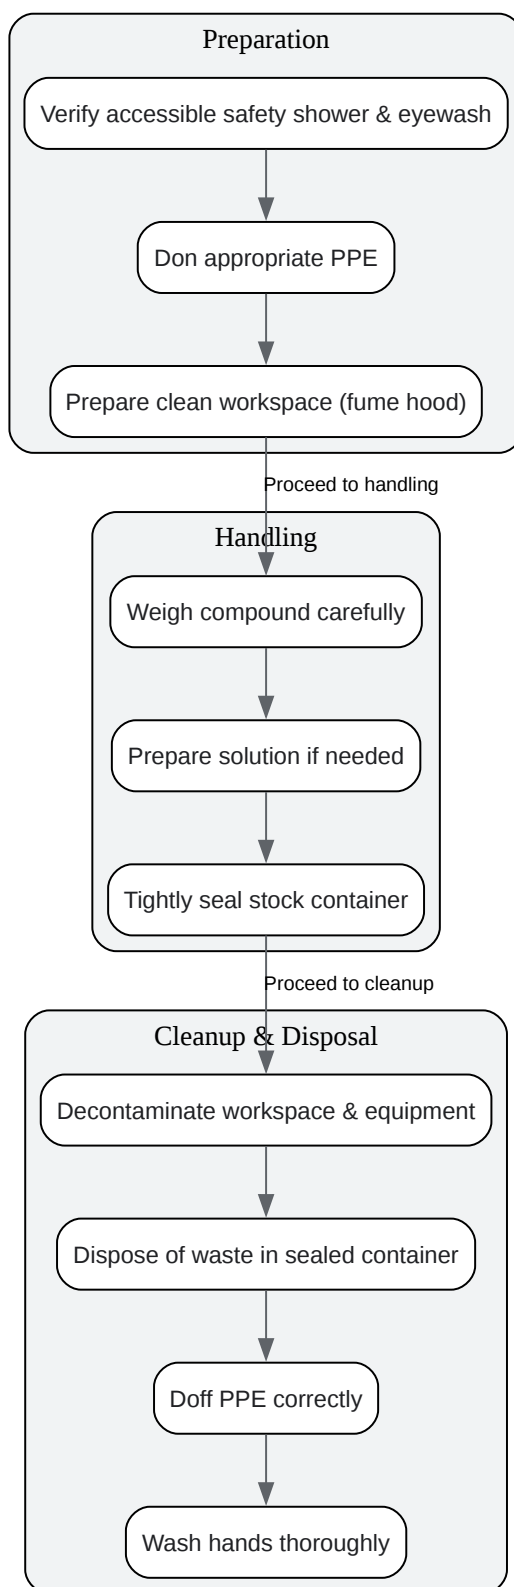 Preparation
Verify accessible safety shower & eyewash
Don appropriate PPE
Prepare clean workspace (fume hood)
Proceed to handling
Handling
Weigh compound carefully
Prepare solution if needed
Tightly seal stock container
Proceed to cleanup
Cleanup & Disposal
Decontaminate workspace & equipment
Dispose of waste in sealed container
Doff PPE correctly
Wash hands thoroughly